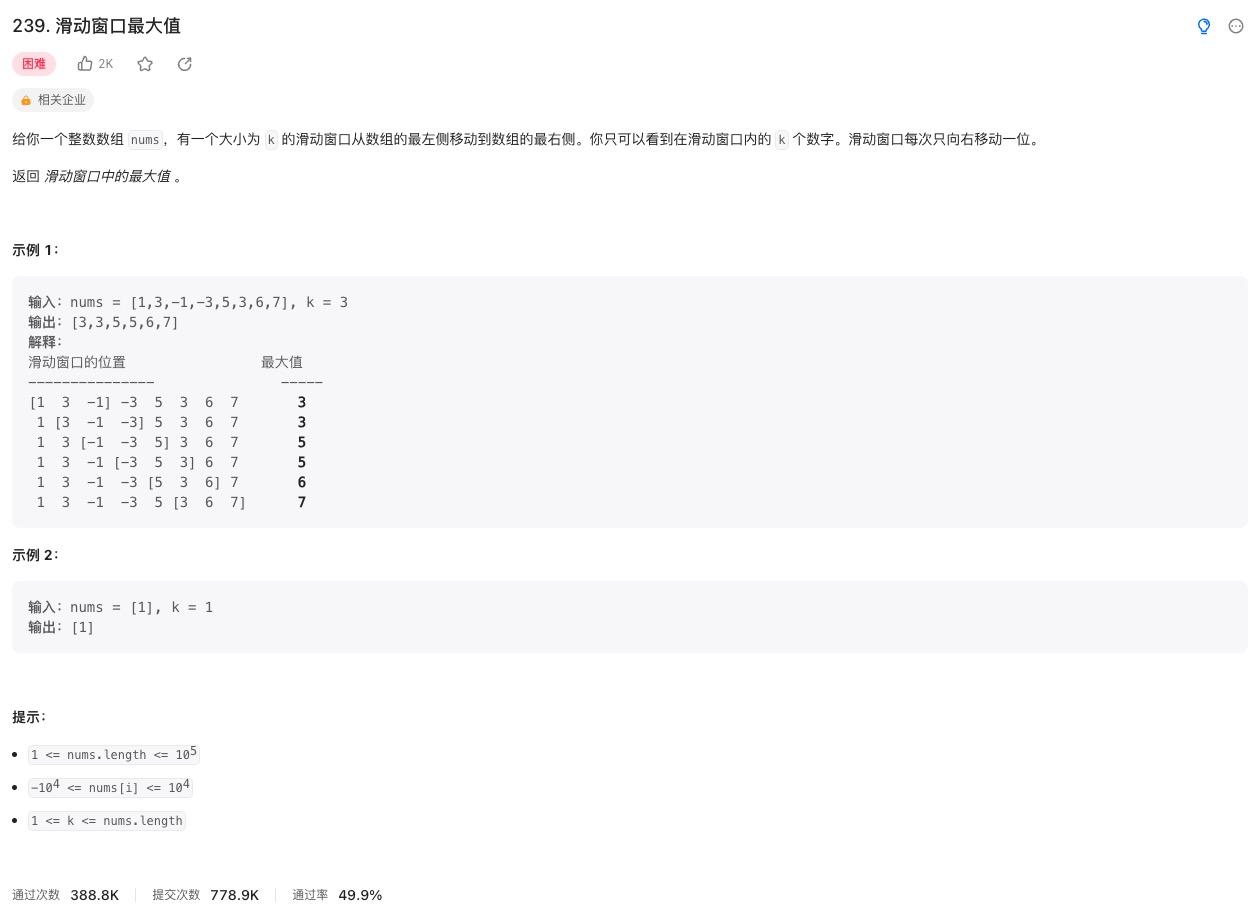 239. 滑动窗口最大值
困难 2K
相关企业
给你一个整数数组 nums，有一个大小为 k 的滑动窗口从数组的最左侧移动到数组的最右侧。你只可以看到在滑动窗口内的 k 个数字。滑动窗口每次只向右移动一位。
返回 滑动窗口中的最大值 。
示例 1：
输入：nums = [1,3,-1,-3,5,3,6,7], k = 3
输出：[3,3,5,5,6,7]
解释：
滑动窗口的位置                最大值
---------------               -----
[1  3  -1] -3  5  3  6  7       3
 1 [3  -1  -3] 5  3  6  7       3
 1  3 [-1  -3  5] 3  6  7       5
 1  3  -1 [-3  5  3] 6  7       5
 1  3  -1  -3 [5  3  6] 7       6
 1  3  -1  -3  5 [3  6  7]      7
示例 2：
输入：nums = [1], k = 1
输出：[1]
提示：
• 1 <= nums.length <= 10⁵
• -10⁴ <= nums[i] <= 10⁴
• 1 <= k <= nums.length
通过次数 388.8K 提交次数 778.9K 通过率 49.9%